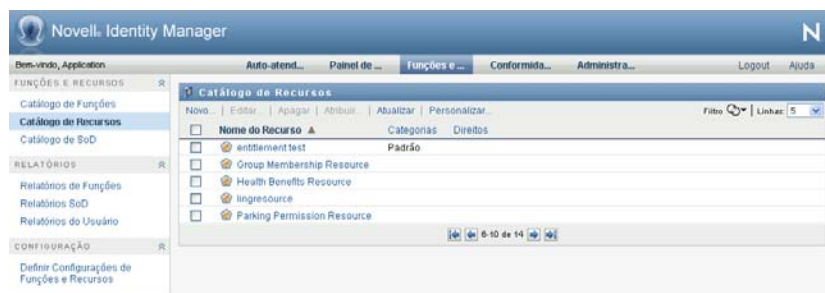 Novell® Identity Manager
N
Bem-vindo, Application
Auto-atend... Painel de ... Funções e ... Conformida... Administra... Logout Ajuda
FUNÇÕES E RECURSOS
Catálogo de Funções
Catálogo de Recursos
Catálogo de SoD
RELATÓRIOS
Relatórios de Funções
Relatórios SoD
Relatórios do Usuário
CONFIGURAÇÃO
Definir Configurações de
Funções e Recursos
Catálogo de Recursos
Novo... | Editar... | Apagar | Atribuir... | Atualizar | Personalizar... Filtro | Linhas: 5
Nome do Recurso Categorias Direitos
entitlement test Padrão
Group Membership Resource
Health Benefits Resource
lingresource
Parking Permission Resource
6-10 de 14